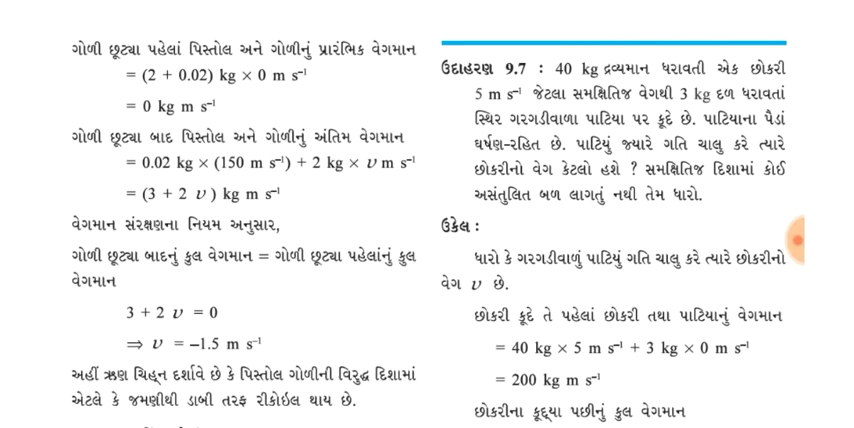 ગોળી છૂટ્યા પહેલાં પિસ્તોલ અને ગોળીનું પ્રારંભિક વેગમાન
= (2 + 0.02) kg × 0 m s⁻¹
= 0 kg m s⁻¹
ગોળી છૂટ્યા બાદ પિસ્તોલ અને ગોળીનું અંતિમ વેગમાન
= 0.02 kg × (150 m s⁻¹) + 2 kg × υ m s⁻¹
= (3 + 2 υ ) kg m s⁻¹
વેગમાન સંરક્ષણના નિયમ અનુસાર,
ગોળી છૂટ્યા બાદનું કુલ વેગમાન = ગોળી છૂટ્યા પહેલાંનું કુલ
વેગમાન
3 + 2 υ = 0
⇒ υ = –1.5 m s⁻¹
અહીં ઋણ ચિહ્‌ન દર્શાવે છે કે પિસ્તોલ ગોળીની વિરુદ્ધ દિશામાં
એટલે કે જમણીથી ડાબી તરફ રીકોઇલ થાય છે.
ઉદાહરણ 9.7 : 40 kg દ્રવ્યમાન ધરાવતી એક છોકરી
5 m s⁻¹ જેટલા સમક્ષિતિજ વેગથી 3 kg દળ ધરાવતાં
સ્થિર ગરગડીવાળા પાટિયા પર કૂદે છે. પાટિયાના પૈડાં
ઘર્ષણ-રહિત છે. પાટિયું જ્યારે ગતિ ચાલુ કરે ત્યારે
છોકરીનો વેગ કેટલો હશે ? સમક્ષિતિજ દિશામાં કોઈ
અસંતુલિત બળ લાગતું નથી તેમ ધારો.
ઉકેલ :
ધારો કે ગરગડીવાળું પાટિયું ગતિ ચાલુ કરે ત્યારે છોકરીનો
વેગ υ છે.
છોકરી કૂદે તે પહેલાં છોકરી તથા પાટિયાનું વેગમાન
= 40 kg × 5 m s⁻¹ + 3 kg × 0 m s⁻¹
= 200 kg m s⁻¹
છોકરીના કૂદ્યા પછીનું કુલ વેગમાન